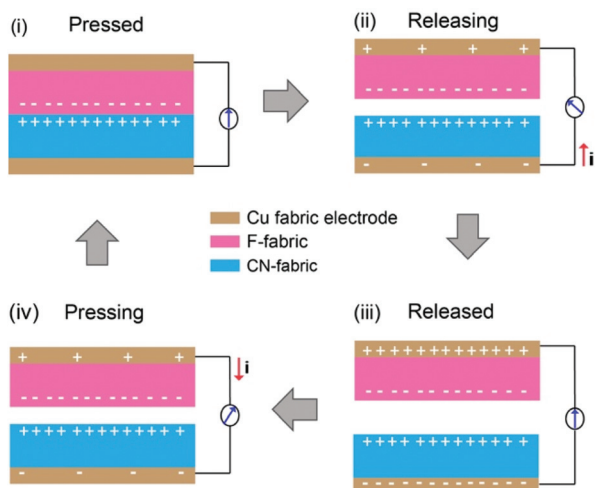 (i) Pressed
- - - - - - - - - - - -
+ + + + + + + + + + + + +
(ii) Releasing
+ + + +
- - - - - - - - - - - -
+ + + + + + + + + + + +
- - - -
i
Cu fabric electrode
F-fabric
CN-fabric
(iv) Pressing
+ + + +
i
- - - - - - - - - - - -
+ + + + + + + + + + + +
- - - -
(iii) Released
+ + + + + + + + + + + +
- - - - - - - - - - - -
+ + + + + + + + + + + +
- - - - - - - - - - - -